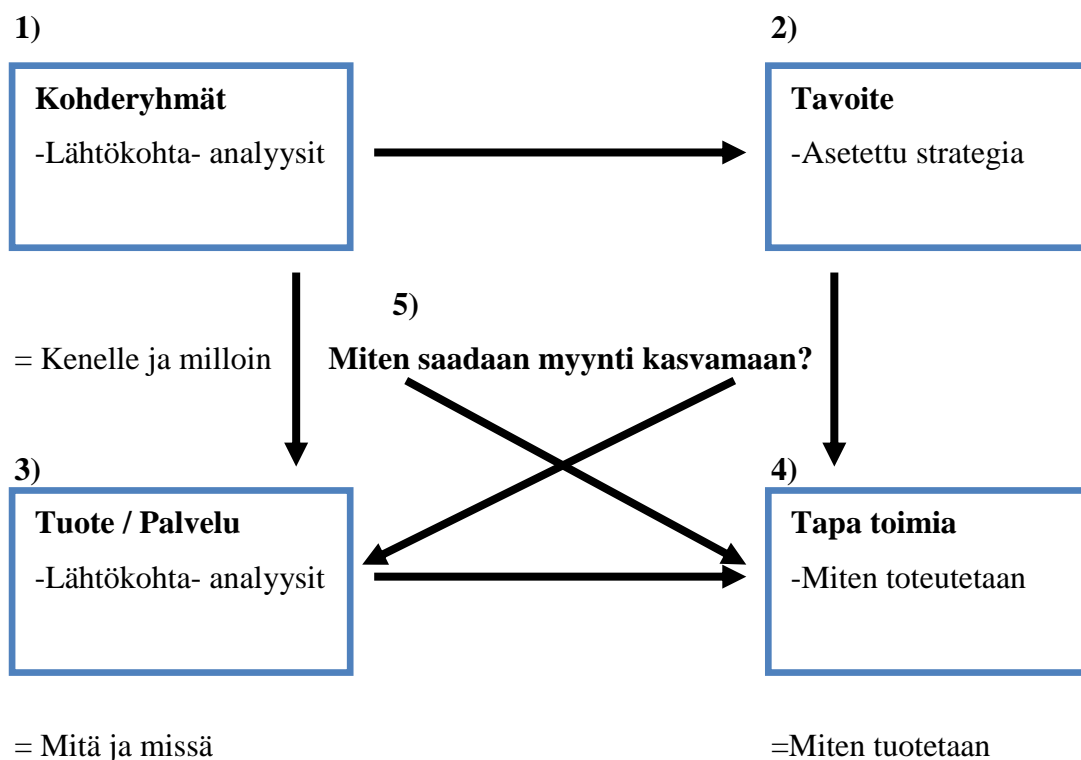 1)
2)
Kohderyhmät
-Lähtökohta- analyysit
Tavoite
-Asetettu strategia
5)
= Kenelle ja milloin
Miten saadaan myynti kasvamaan?
3)
4)
Tuote / Palvelu
-Lähtökohta- analyysit
Tapa toimia
-Miten toteutetaan
= Mitä ja missä
=Miten tuotetaan